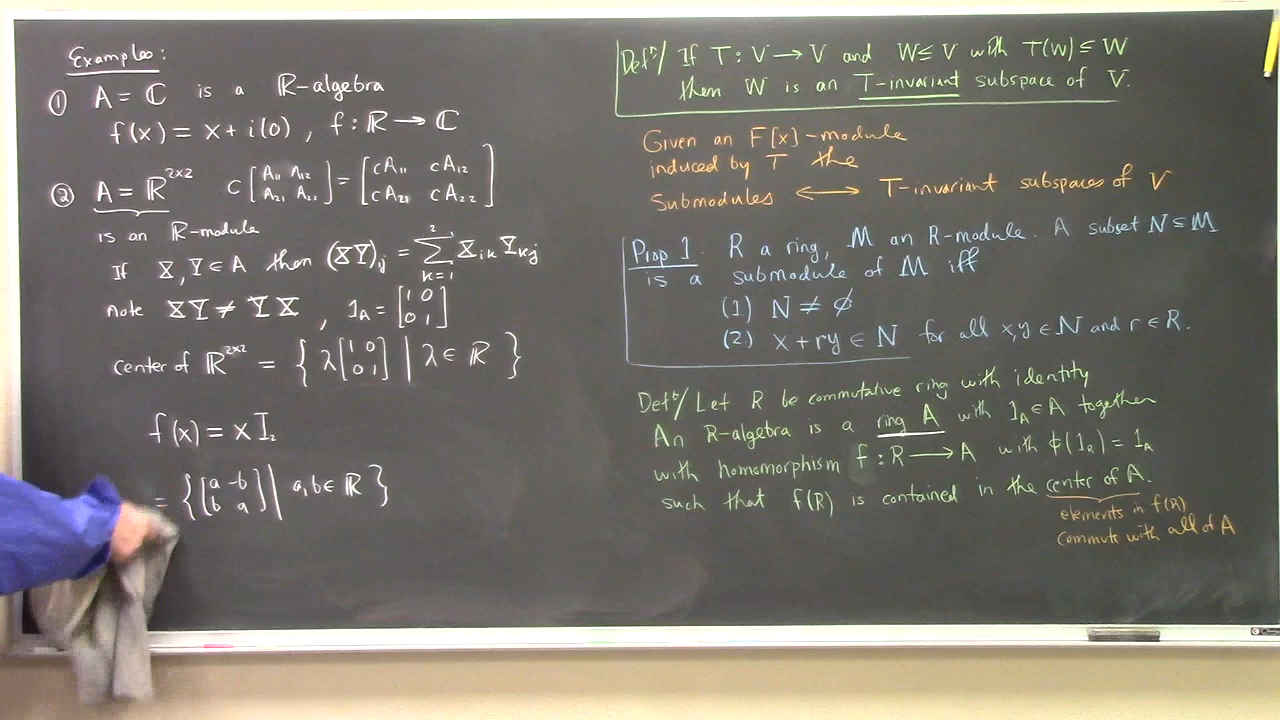 Examples:
① A = ℂ is a ℝ-algebra
f(x) = x + i(0) , f : ℝ → ℂ
② A = ℝ^{2×2} C [A₁₁ A₁₂; A₂₁ A₂₂] = [cA₁₁ cA₁₂; cA₂₁ cA₂₂]
is an ℝ-module
If X, Y ∈ A then (XY)ᵢⱼ = Σ_{k=1}^{2} Xᵢₖ Yₖⱼ
note XY ≠ YX , 1ₐ = [1 0; 0 1]
center of ℝ^{2×2} = { λ [1 0; 0 1] | λ ∈ ℝ }
f(x) = x I₂
= { [a -b; b a] | a, b ∈ ℝ }
Defⁿ/ If T : V → V and W ≤ V with T(W) ⊆ W
then W is an T-invariant subspace of V.
Given an F[x]-module
induced by T the
Submodules ⟷ T-invariant subspaces of V
Prop 1: R a ring, M an R-module. A subset N ⊆ M
is a submodule of M iff
(1) N ≠ ∅
(2) x + ry ∈ N for all x, y ∈ N and r ∈ R.
Defⁿ/ Let R be commutative ring with identity
An R-algebra is a ring A with 1_A ∈ A together
with homomorphism f : R ⟶ A with ϕ(1_R) = 1_A
such that f(R) is contained in the center of A.
elements in f(R)
commute with all of A